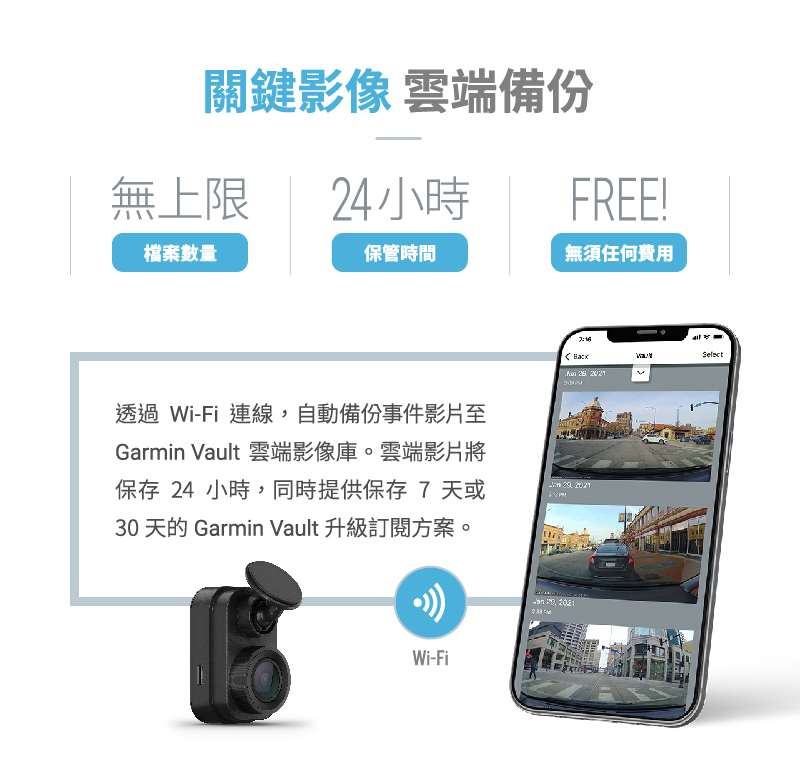 關鍵影像 雲端備份
無上限
檔案數量
24小時
保管時間
FREE!
無須任何費用
透過 Wi-Fi 連線，自動備份事件影片至
Garmin Vault 雲端影像庫。雲端影片將
保存 24 小時，同時提供保存 7 天或
30 天的 Garmin Vault 升級訂閱方案。
Wi-Fi
Back Vault Select
Jan 29, 2021
Jan 29, 2021
Jan 29, 2021